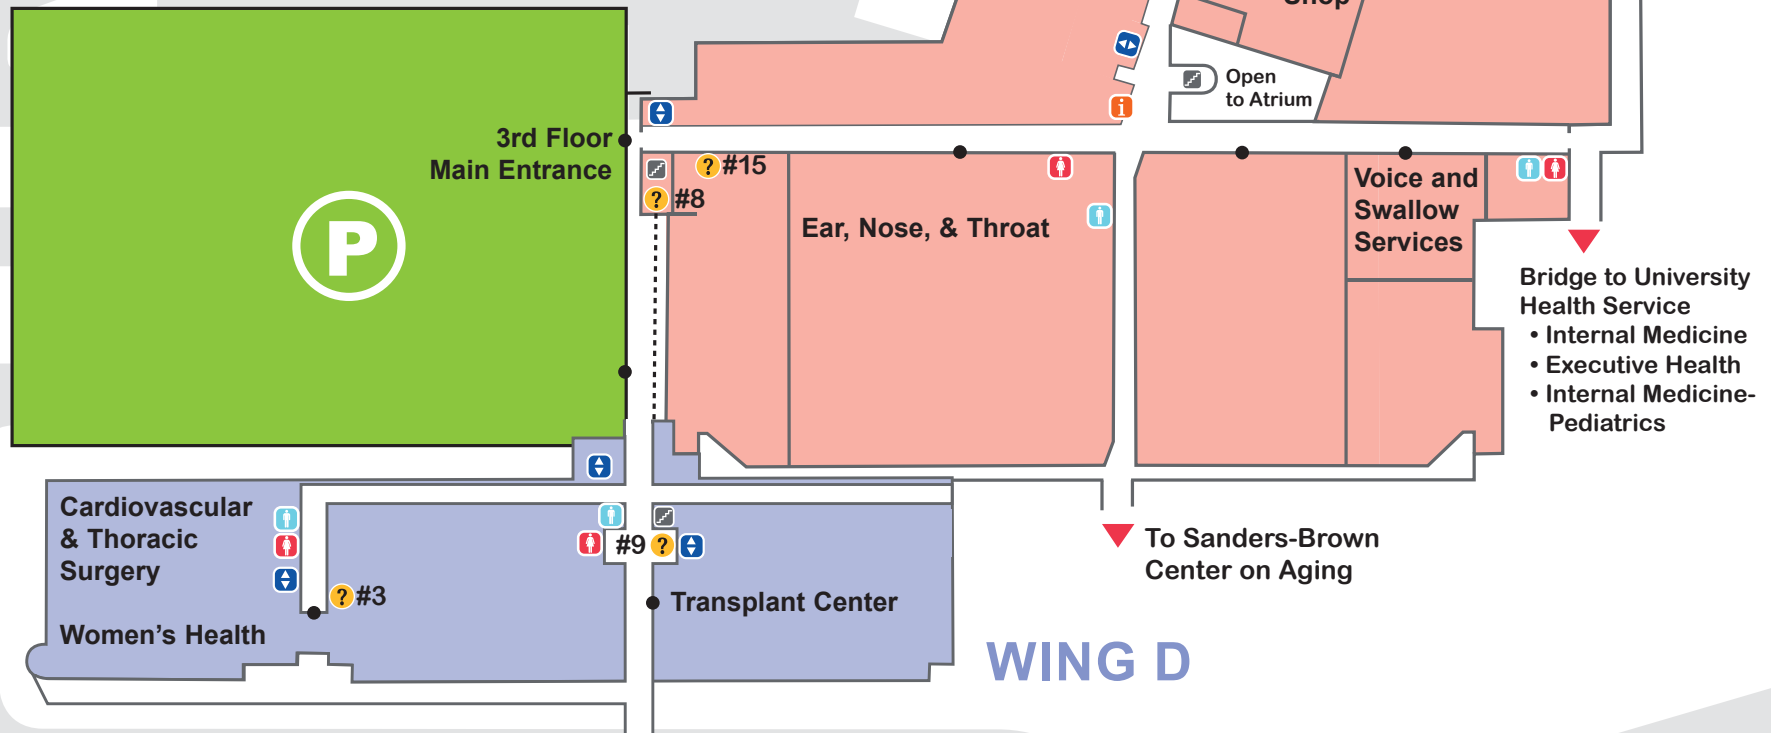 Shop
Open
to Atrium
i
3rd Floor
Main Entrance
? #15
? #8
P
Ear, Nose, & Throat
Voice and
Swallow
Services
Bridge to University
Health Service
• Internal Medicine
• Executive Health
• Internal Medicine-
Pediatrics
Cardiovascular
& Thoracic
Surgery
#9 ?
To Sanders-Brown
Center on Aging
? #3
Transplant Center
Women’s Health
WING D